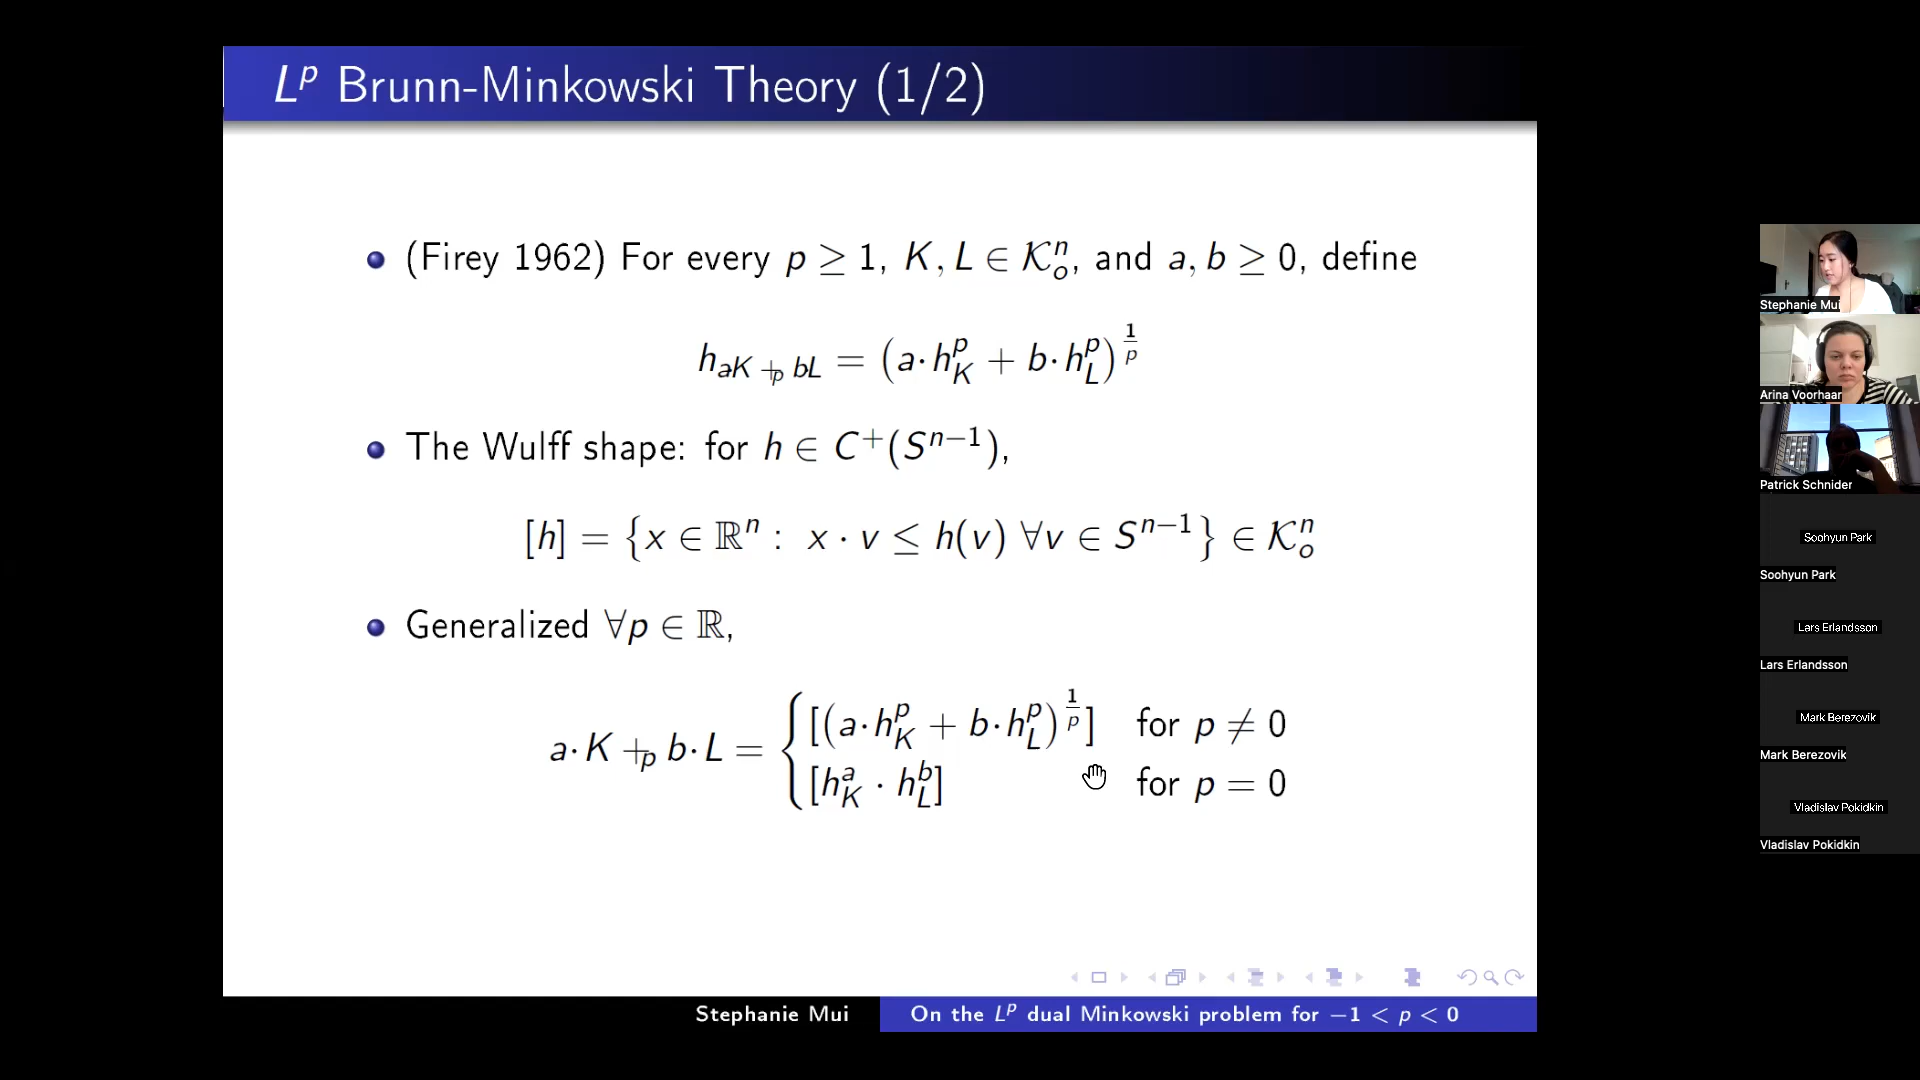 L^p Brunn-Minkowski Theory (1/2)
(Firey 1962) For every p ≥ 1, K, L ∈ 𝒦_o^n, and a, b ≥ 0, define
h_{aK +_p bL} = (a · h_K^p + b · h_L^p)^{1/p}
The Wulff shape: for h ∈ C^+(S^{n−1}),
[h] = {x ∈ ℝ^n : x · v ≤ h(v) ∀v ∈ S^{n−1}} ∈ 𝒦_o^n
Generalized ∀p ∈ ℝ,
a · K +_p b · L = { [(a · h_K^p + b · h_L^p)^{1/p}] for p ≠ 0
[h_K^a · h_L^b] for p = 0
Stephanie Mui
On the L^p dual Minkowski problem for −1 < p < 0
Stephanie Mui
Arina Voorhaar
Patrick Schnider
Soohyun Park
Soohyun Park
Lars Erlandsson
Lars Erlandsson
Mark Berezovik
Mark Berezovik
Vladislav Pokidkin
Vladislav Pokidkin